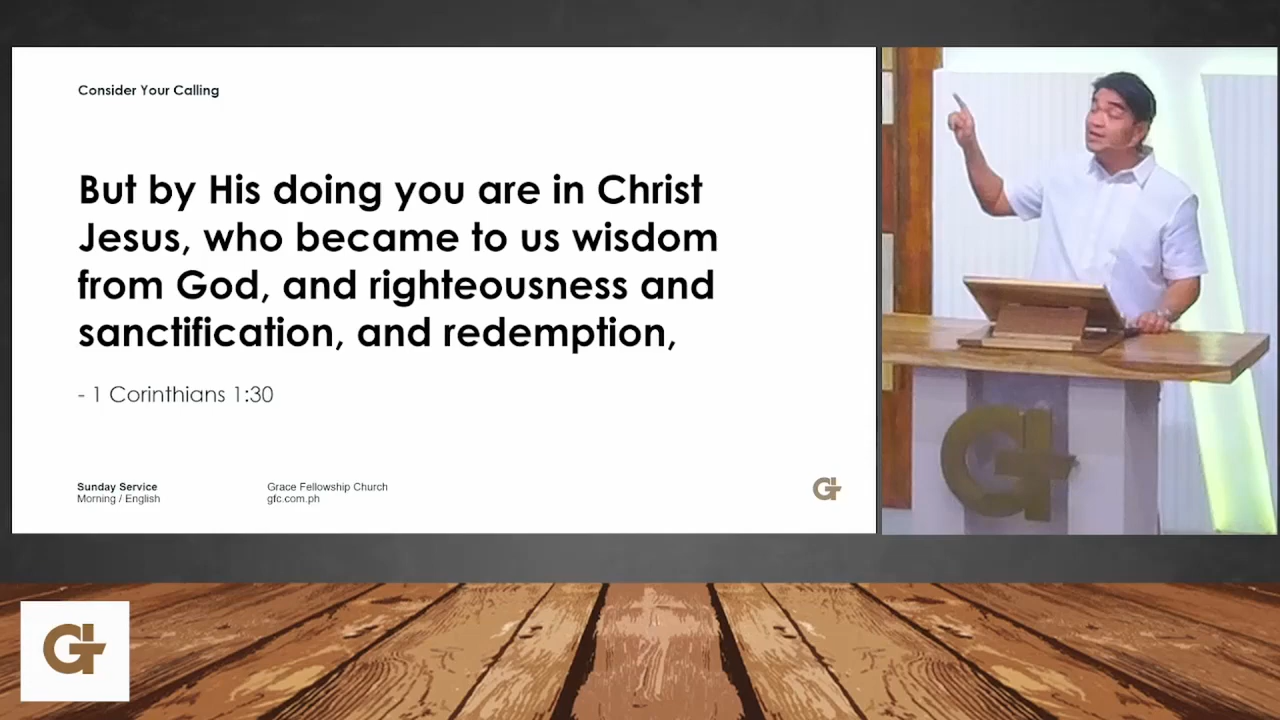 Consider Your Calling
But by His doing you are in Christ
Jesus, who became to us wisdom
from God, and righteousness and
sanctification, and redemption,
- 1 Corinthians 1:30
Sunday Service
Morning / English
Grace Fellowship Church
gfc.com.ph